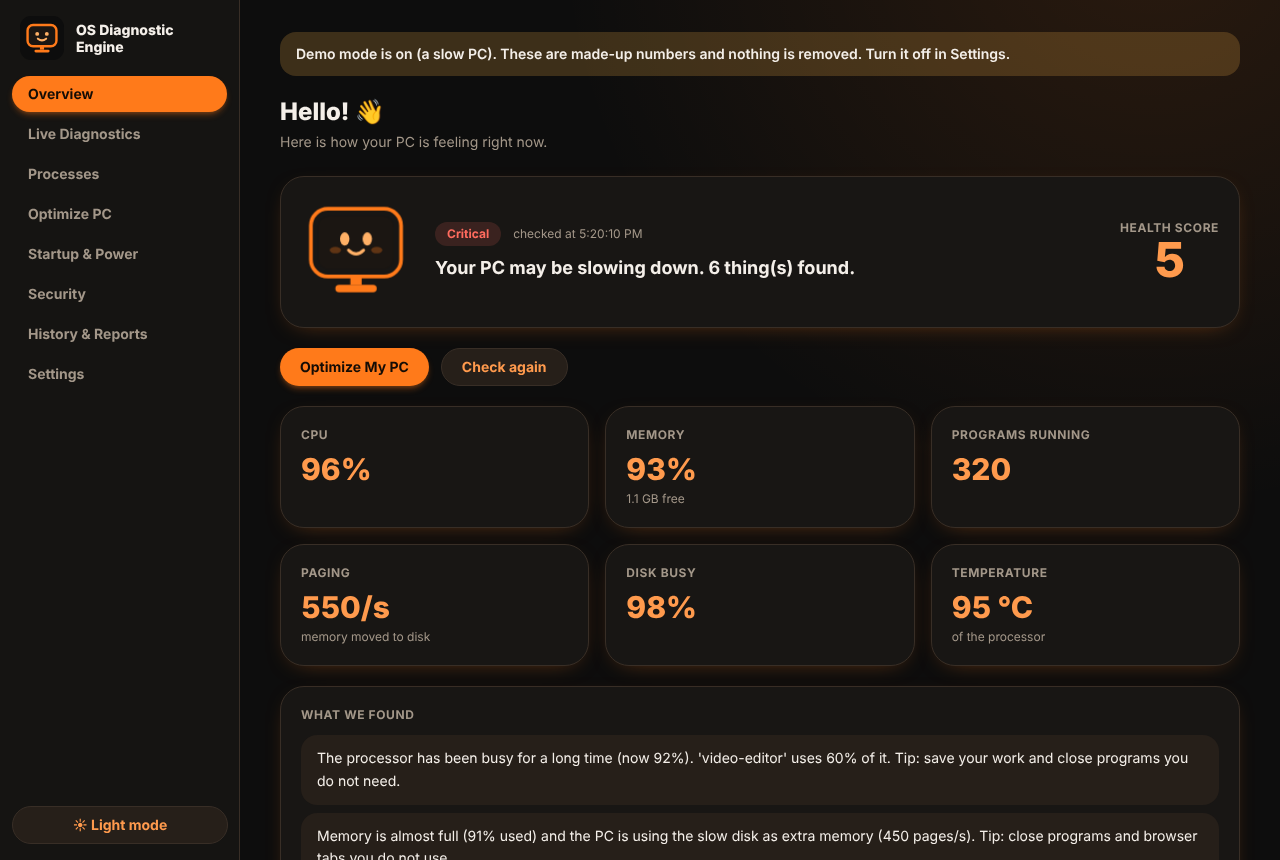 OS Diagnostic
Engine
Overview
Live Diagnostics
Processes
Optimize PC
Startup & Power
Security
History & Reports
Settings
☀ Light mode
Demo mode is on (a slow PC). These are made-up numbers and nothing is removed. Turn it off in Settings.
Hello! 👋
Here is how your PC is feeling right now.
Critical
checked at 5:20:10 PM
Your PC may be slowing down. 6 thing(s) found.
HEALTH SCORE
5
Optimize My PC
Check again
CPU
96%
MEMORY
93%
1.1 GB free
PROGRAMS RUNNING
320
PAGING
550/s
memory moved to disk
DISK BUSY
98%
TEMPERATURE
95 °C
of the processor
WHAT WE FOUND
The processor has been busy for a long time (now 92%). 'video-editor' uses 60% of it. Tip: save your work and close programs you
do not need.
Memory is almost full (91% used) and the PC is using the slow disk as extra memory (450 pages/s). Tip: close programs and browser
tabs you do not use.